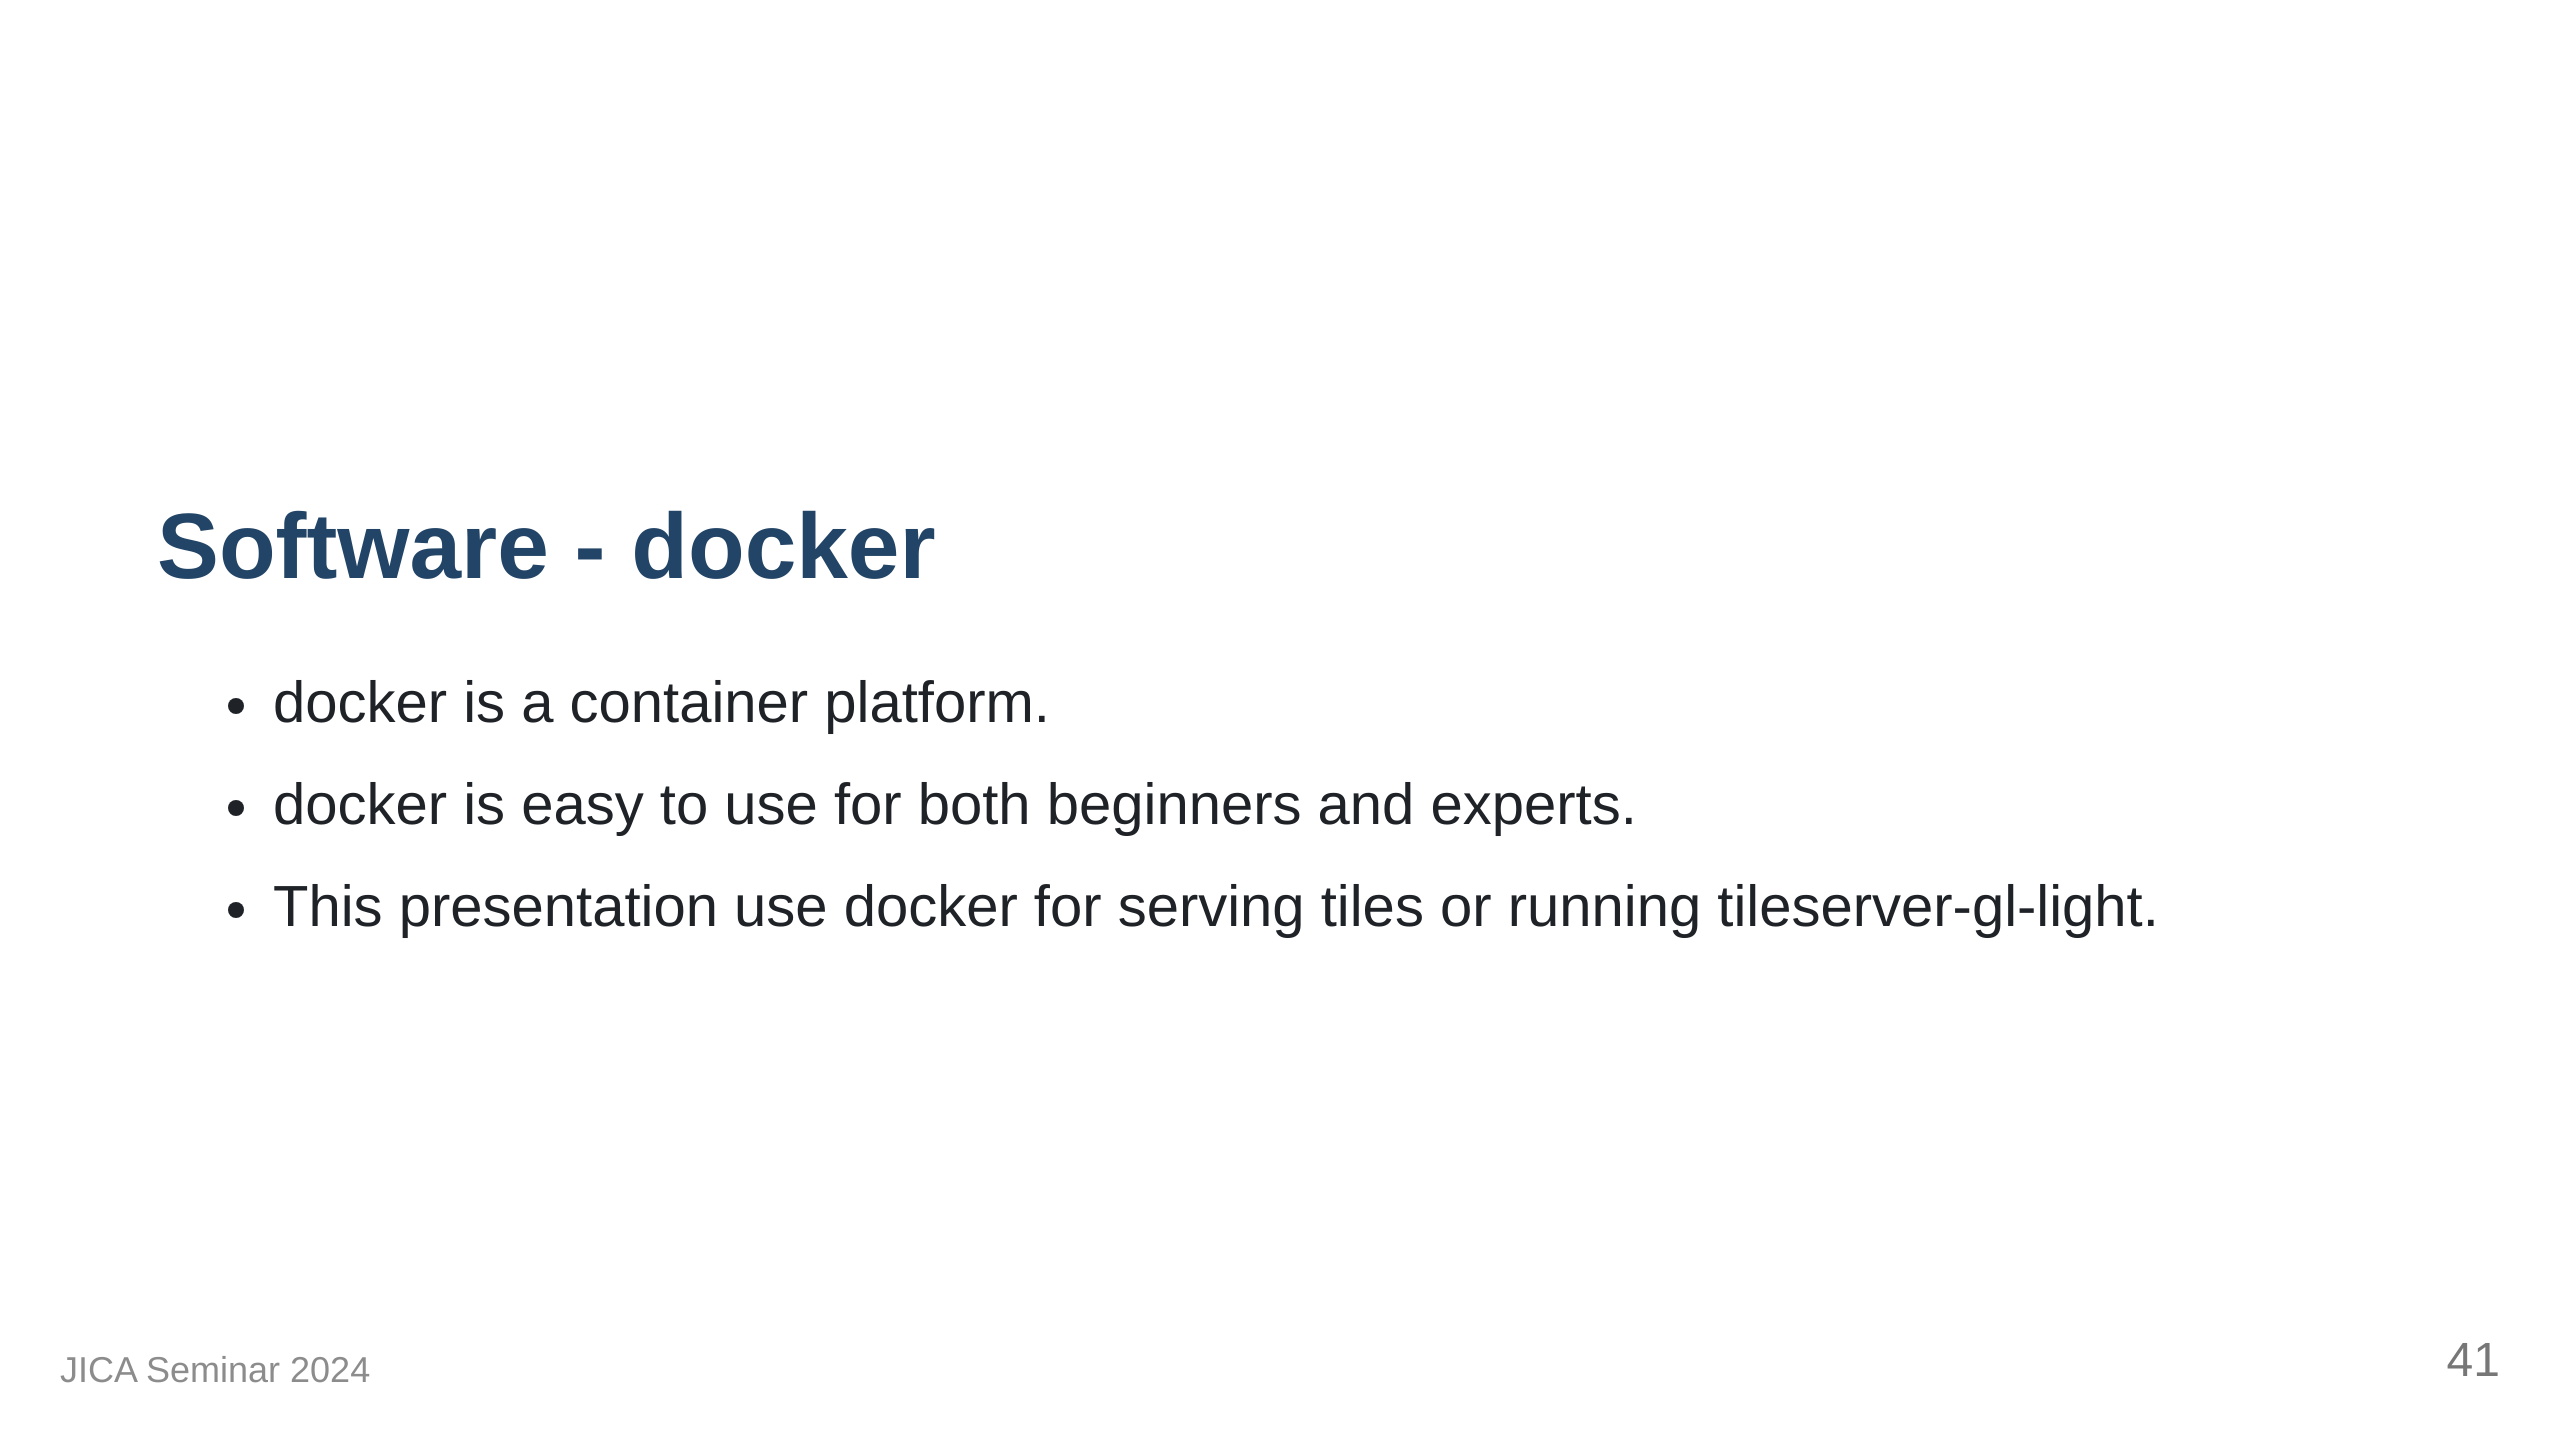 Software - docker
• docker is a container platform.
• docker is easy to use for both beginners and experts.
• This presentation use docker for serving tiles or running tileserver-gl-light.
JICA Seminar 2024
41